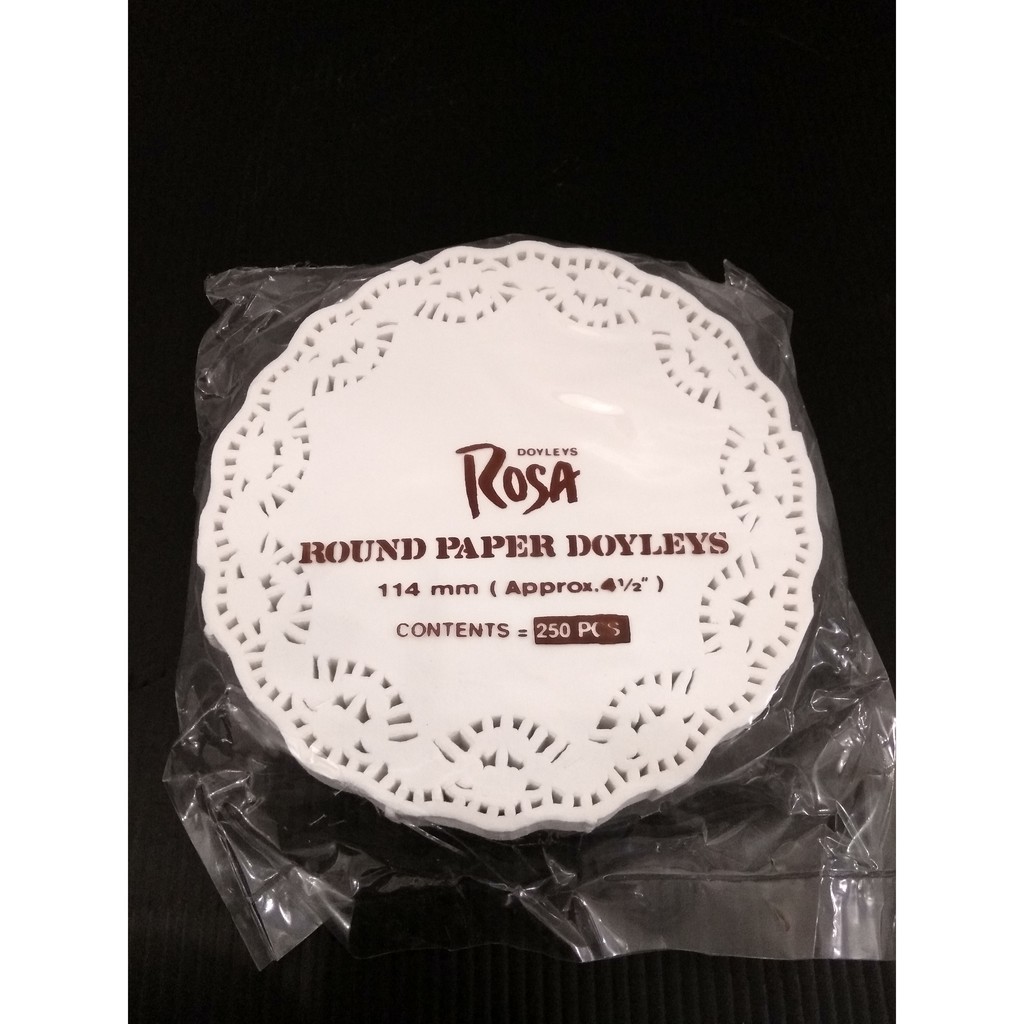 DOYLEYS
ROSA
ROUND PAPER DOYLEYS
114 mm ( Approx. 4½" )
CONTENTS = 250 PCS